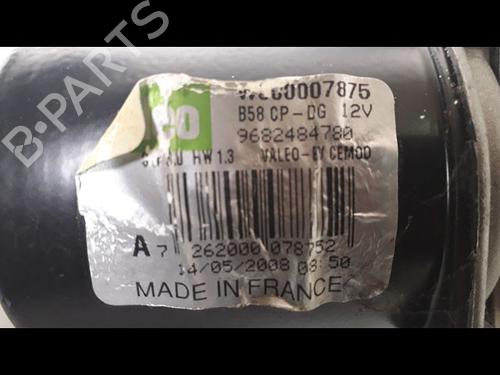 B-PARTS
B58 CP-DG 12V
9682484780
HW 1.3 VALEO-EY CEMOD
A 7 262000 078752
14/05/2008 08:50
MADE IN FRANCE